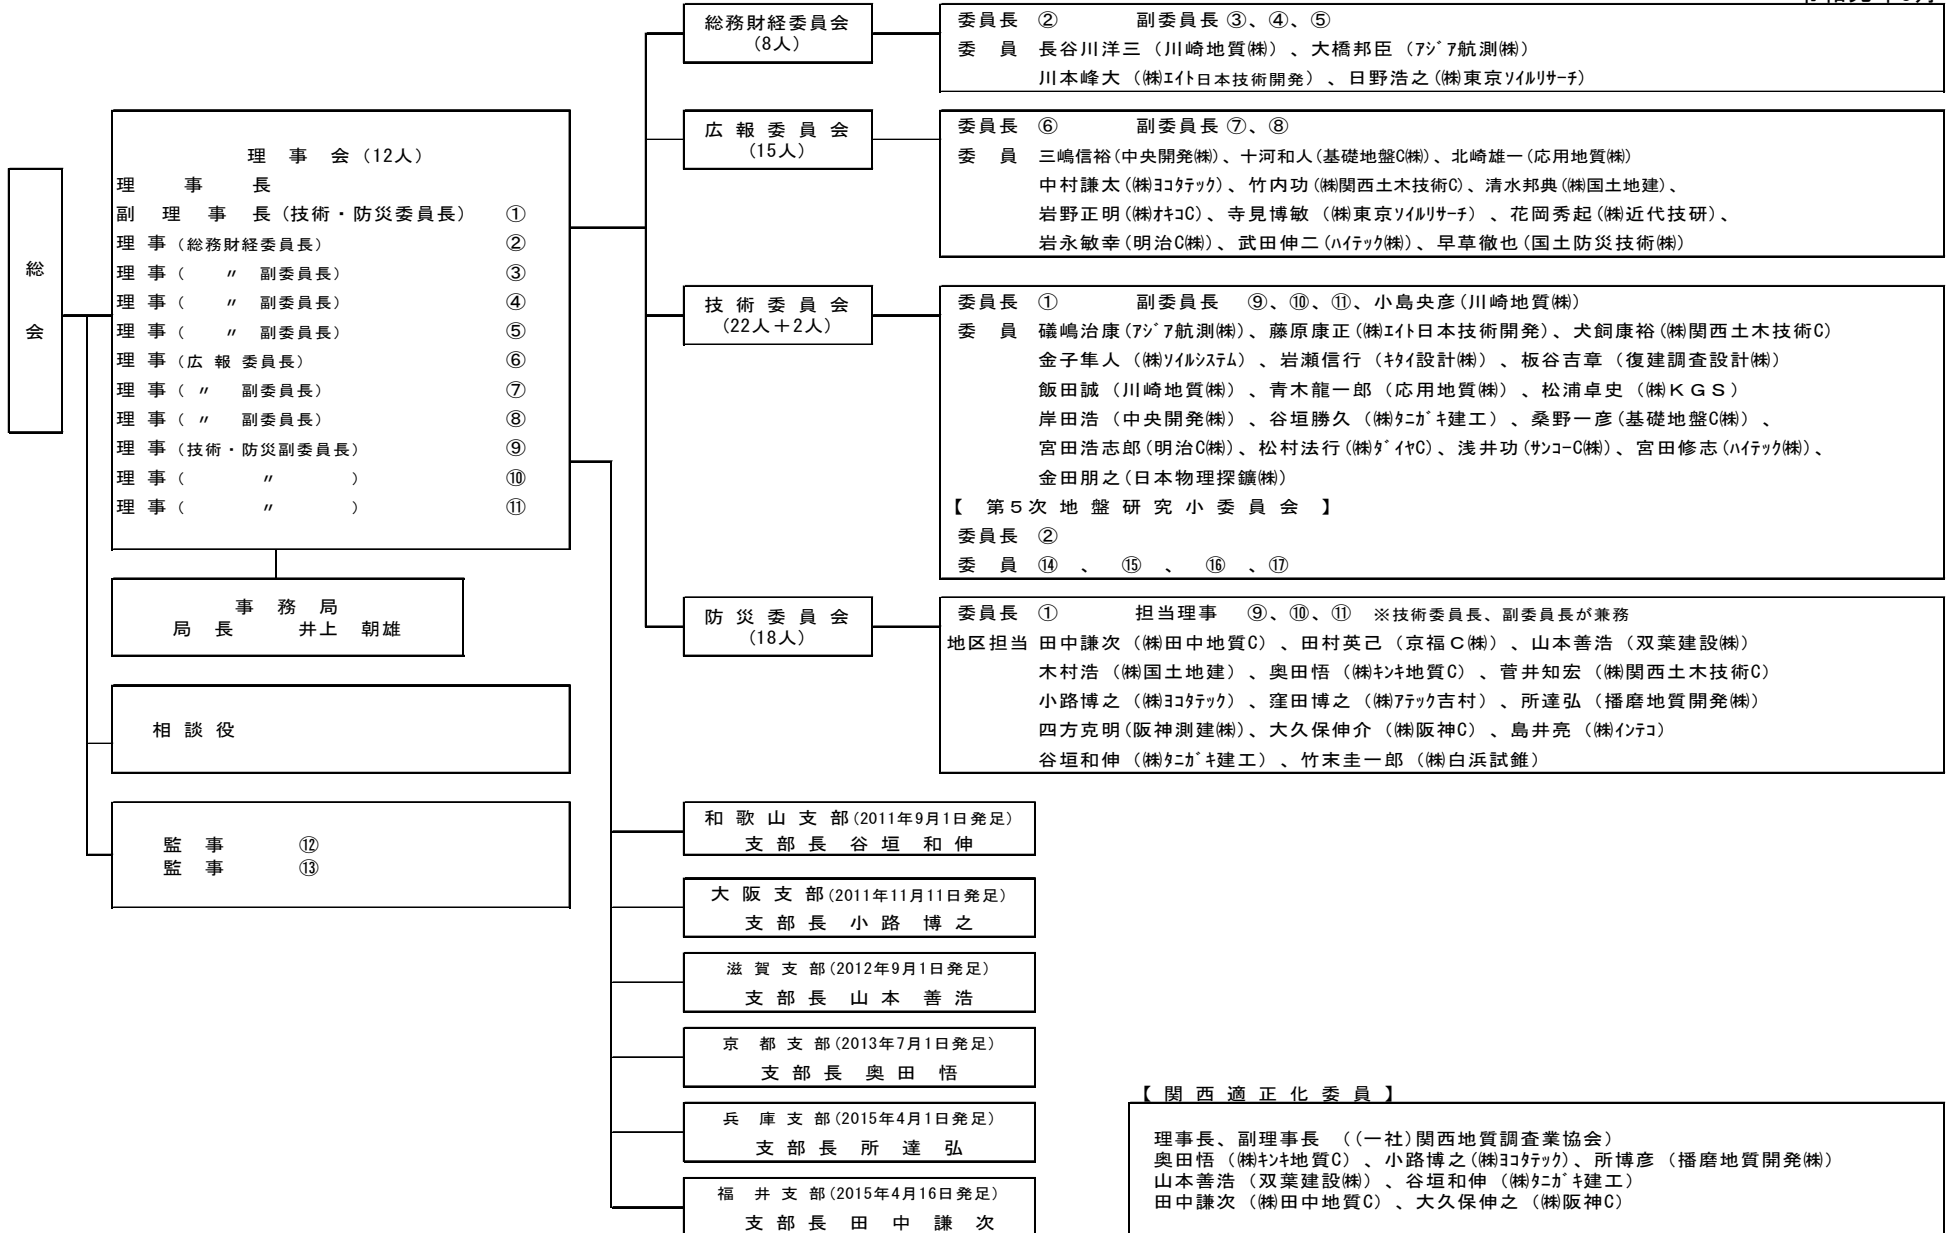 総務財経委員会
(8人)
委員長 ② 副委員長 ③、④、⑤
委 員 長谷川洋三（川崎地質㈱）、大橋邦臣（ｱｼﾞｱ航測㈱）
川本峰大（㈱ｴｲﾄ日本技術開発）、日野浩之（㈱東京ｿｲﾙﾘｻｰﾁ）
広 報 委 員 会
(15人)
委員長 ⑥ 副委員長 ⑦、⑧
委 員 三嶋信裕(中央開発㈱)、十河和人(基礎地盤C㈱)、北崎雄一(応用地質㈱)
中村謙太(㈱ﾖｺﾀﾃｯｸ)、竹内功(㈱関西土木技術C)、清水邦典(㈱国土地建)、
岩野正明(㈱ｵｷｺC)、寺見博敏（㈱東京ｿｲﾙﾘｻｰﾁ）、花岡秀起(㈱近代技研)、
岩永敏幸(明治C㈱)、武田伸二(ﾊｲﾃｯｸ㈱)、早草徹也(国土防災技術㈱)
総
会
理 事 会 (12人)
理 事 長
副 理 事 長 (技術・防災委員長) ①
理 事 (総務財経委員長) ②
理 事 ( 〃 副委員長) ③
理 事 ( 〃 副委員長) ④
理 事 ( 〃 副委員長) ⑤
理 事 (広 報 委員長) ⑥
理 事 ( 〃 副委員長) ⑦
理 事 ( 〃 副委員長) ⑧
理 事 (技術・防災副委員長) ⑨
理 事 ( 〃 ) ⑩
理 事 ( 〃 ) ⑪
技 術 委 員 会
(22人＋2人)
委員長 ① 副委員長 ⑨、⑩、⑪、小島央彦(川崎地質㈱)
委 員 礒嶋治康(ｱｼﾞｱ航測㈱)、藤原康正(㈱ｴｲﾄ日本技術開発)、犬飼康裕(㈱関西土木技術C)
金子隼人（㈱ｿｲﾙｼｽﾃﾑ）、岩瀬信行（ｷﾀｲ設計㈱）、板谷吉章（復建調査設計㈱）
飯田誠（川崎地質㈱）、青木龍一郎（応用地質㈱）、松浦卓史（㈱ＫＧＳ）
岸田浩（中央開発㈱）、谷垣勝久（㈱ﾀﾆｶﾞｷ建工）、桑野一彦(基礎地盤C㈱）、
宮田浩志郎(明治C㈱)、松村法行(㈱ﾀﾞｲﾔC)、浅井功(ｻﾝｺｰC㈱)、宮田修志(ﾊｲﾃｯｸ㈱)、
金田朋之(日本物理探鑛㈱)
【 第５次 地 盤 研 究 小 委 員 会 】
委員長 ②
委 員 ⑭ 、 ⑮ 、 ⑯ 、⑰
事 務 局
局 長 井上 朝雄
防 災 委 員 会
(18人)
委員長 ① 担当理事 ⑨、⑩、⑪ ※技術委員長、副委員長が兼務
地区担当 田中謙次（㈱田中地質C）、田村英己（京福Ｃ㈱）、山本善浩（双葉建設㈱）
木村浩（㈱国土地建）、奥田悟（㈱ｷﾝｷ地質C）、菅井知宏（㈱関西土木技術C）
小路博之（㈱ﾖｺﾀﾃｯｸ）、窪田博之（㈱ｱﾃｯｸ吉村）、所達弘（播磨地質開発㈱）
四方克明(阪神測建㈱)、大久保伸介（㈱阪神C）、島井亮（㈱ｲﾝﾃｺ）
谷垣和伸（㈱ﾀﾆｶﾞｷ建工）、竹末圭一郎（㈱白浜試錐）
相 談 役
監 事 ⑫
監 事 ⑬
和 歌 山 支 部 (2011年9月1日発足)
支 部 長 谷 垣 和 伸
大 阪 支 部 (2011年11月11日発足)
支 部 長 小 路 博 之
滋 賀 支 部 (2012年9月1日発足)
支 部 長 山 本 善 浩
京 都 支 部 (2013年7月1日発足)
支 部 長 奥 田 悟
兵 庫 支 部 (2015年4月1日発足)
支 部 長 所 達 弘
福 井 支 部 (2015年4月16日発足)
支 部 長 田 中 謙 次
【 関 西 適 正 化 委 員 】
理事長、副理事長 （(一社)関西地質調査業協会）
奥田悟（㈱ｷﾝｷ地質C）、小路博之(㈱ﾖｺﾀﾃｯｸ)、所博彦（播磨地質開発㈱）
山本善浩（双葉建設㈱）、谷垣和伸（㈱ﾀﾆｶﾞｷ建工）
田中謙次（㈱田中地質C）、大久保伸之（㈱阪神C）